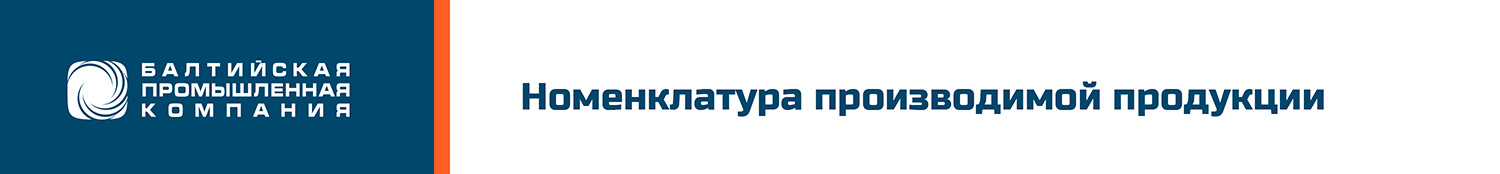 БАЛТИЙСКАЯ
ПРОМЫШЛЕННАЯ
КОМПАНИЯ
Номенклатура производимой продукции